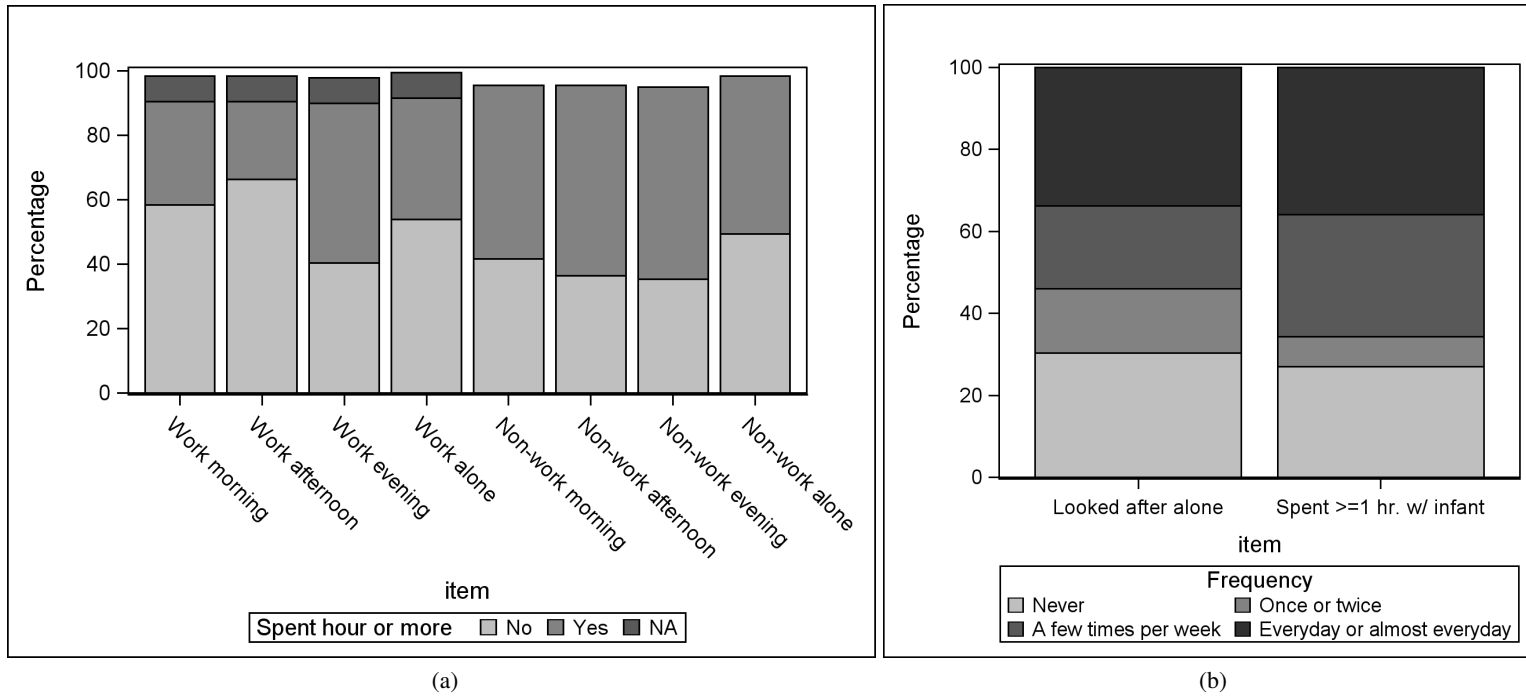 Percentage
100
80
60
40
20
0
Work morning
Work afternoon
Work evening
Work alone
Non-work morning
Non-work afternoon
Non-work evening
Non-work alone
item
Spent hour or more No Yes NA
(a)
Percentage
100
80
60
40
20
0
Looked after alone Spent >=1 hr. w/ infant
item
Frequency
Never Once or twice
A few times per week Everyday or almost everyday
(b)